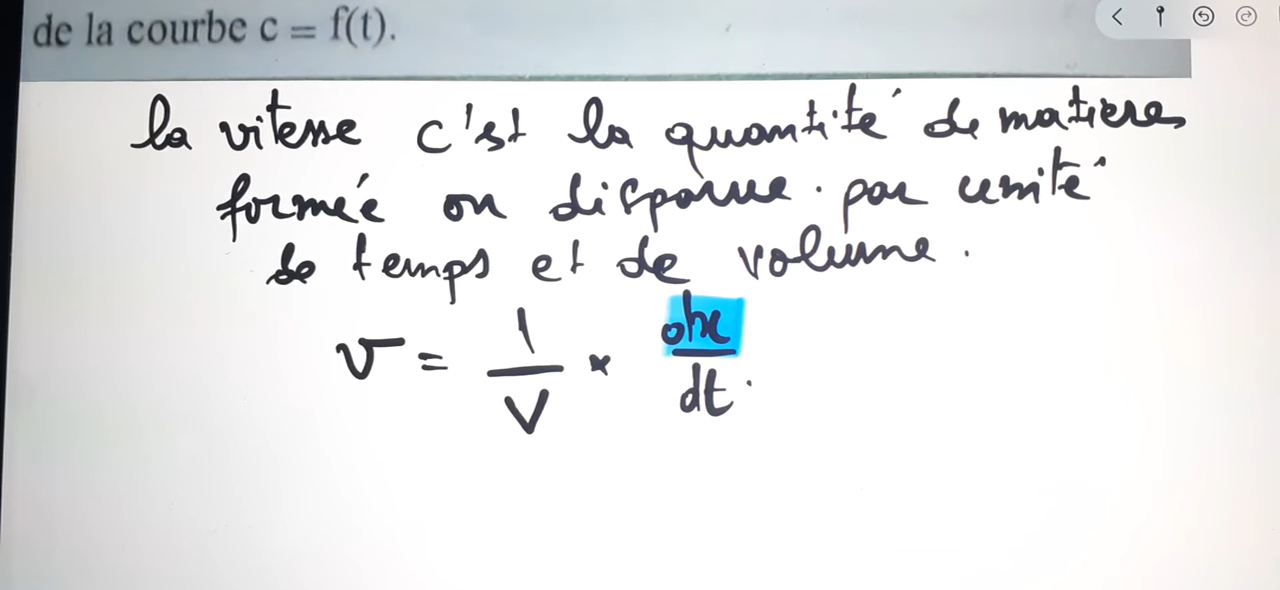 de la courbe c = f(t).
la vitesse c'est la quantité de matières
formée ou disparue. par unité
de temps et de volume.
v = 1/V × dx/dt.